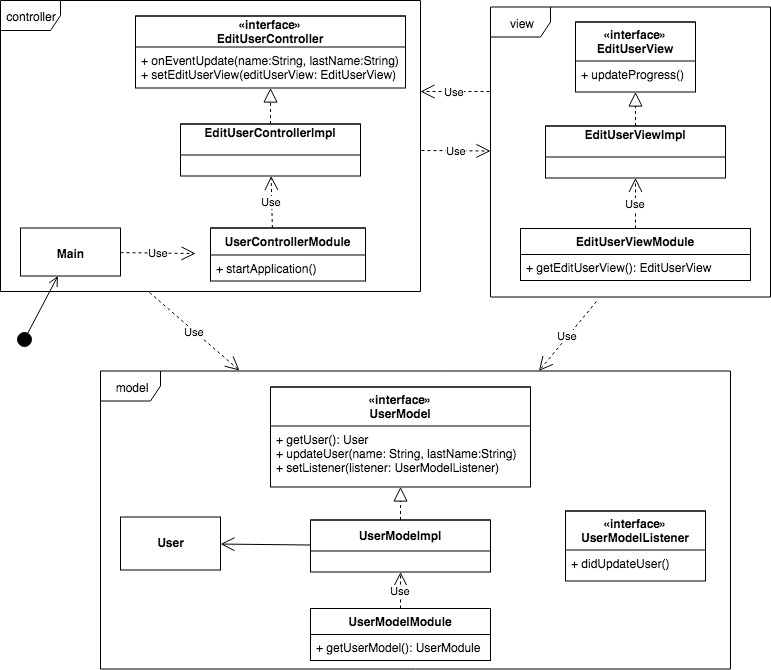 controller
«interface»
EditUserController
+ onEventUpdate(name:String, lastName:String)
+ setEditUserView(editUserView: EditUserView)
EditUserControllerImpl
Use
Main
Use
UserControllerModule
+ startApplication()
Use
Use
view
«interface»
EditUserView
+ updateProgress()
EditUserViewImpl
Use
EditUserViewModule
+ getEditUserView(): EditUserView
Use
Use
model
«interface»
UserModel
+ getUser(): User
+ updateUser(name: String, lastName:String)
+ setListener(listener: UserModelListener)
User
UserModelmpl
Use
UserModelModule
+ getUserModel(): UserModule
«interface»
UserModelListener
+ didUpdateUser()